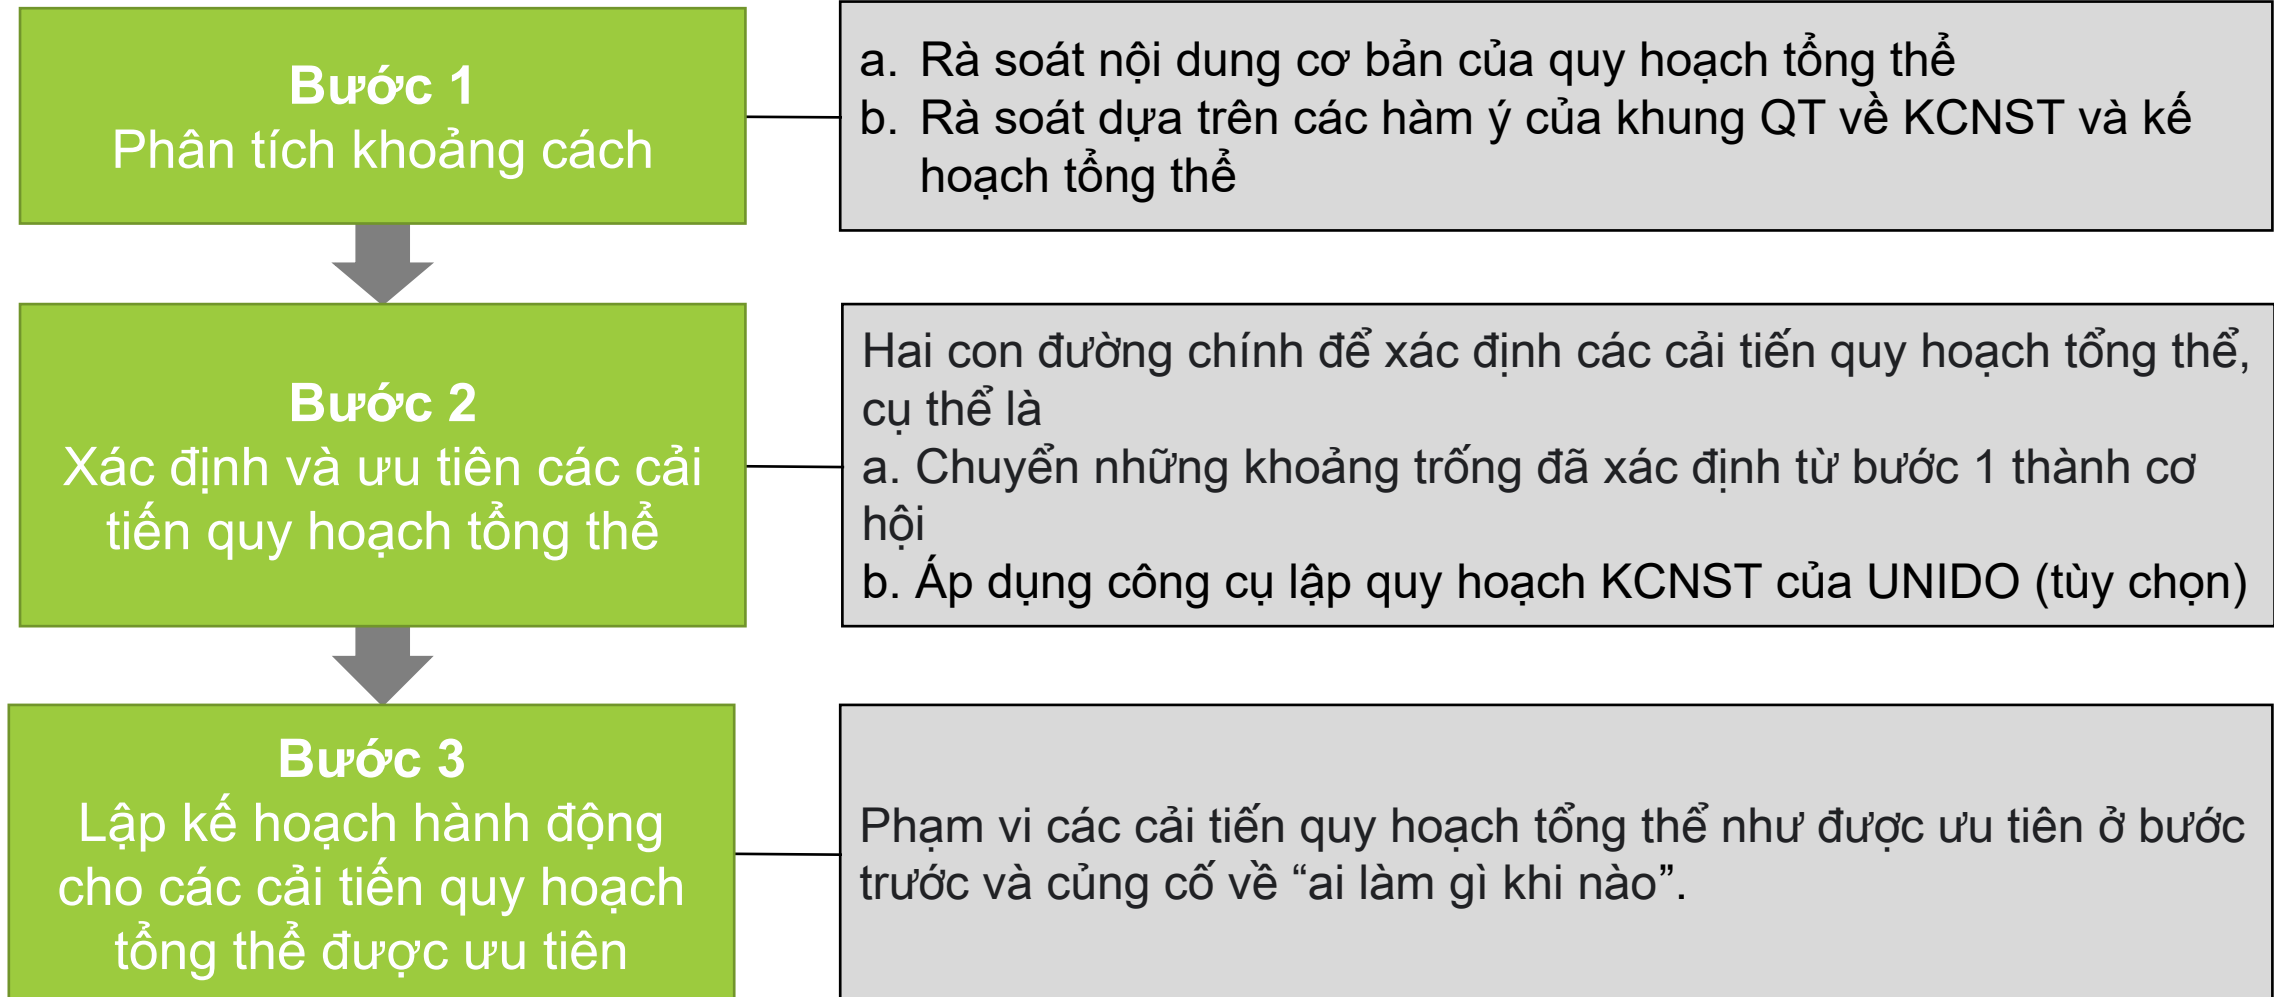 Bước 1
Phân tích khoảng cách
a. Rà soát nội dung cơ bản của quy hoạch tổng thể
b. Rà soát dựa trên các hàm ý của khung QT về KCNST và kế
hoạch tổng thể
Bước 2
Xác định và ưu tiên các cải
tiến quy hoạch tổng thể
Hai con đường chính để xác định các cải tiến quy hoạch tổng thể,
cụ thể là
a. Chuyển những khoảng trống đã xác định từ bước 1 thành cơ
hội
b. Áp dụng công cụ lập quy hoạch KCNST của UNIDO (tùy chọn)
Bước 3
Lập kế hoạch hành động
cho các cải tiến quy hoạch
tổng thể được ưu tiên
Phạm vi các cải tiến quy hoạch tổng thể như được ưu tiên ở bước
trước và củng cố về “ai làm gì khi nào”.